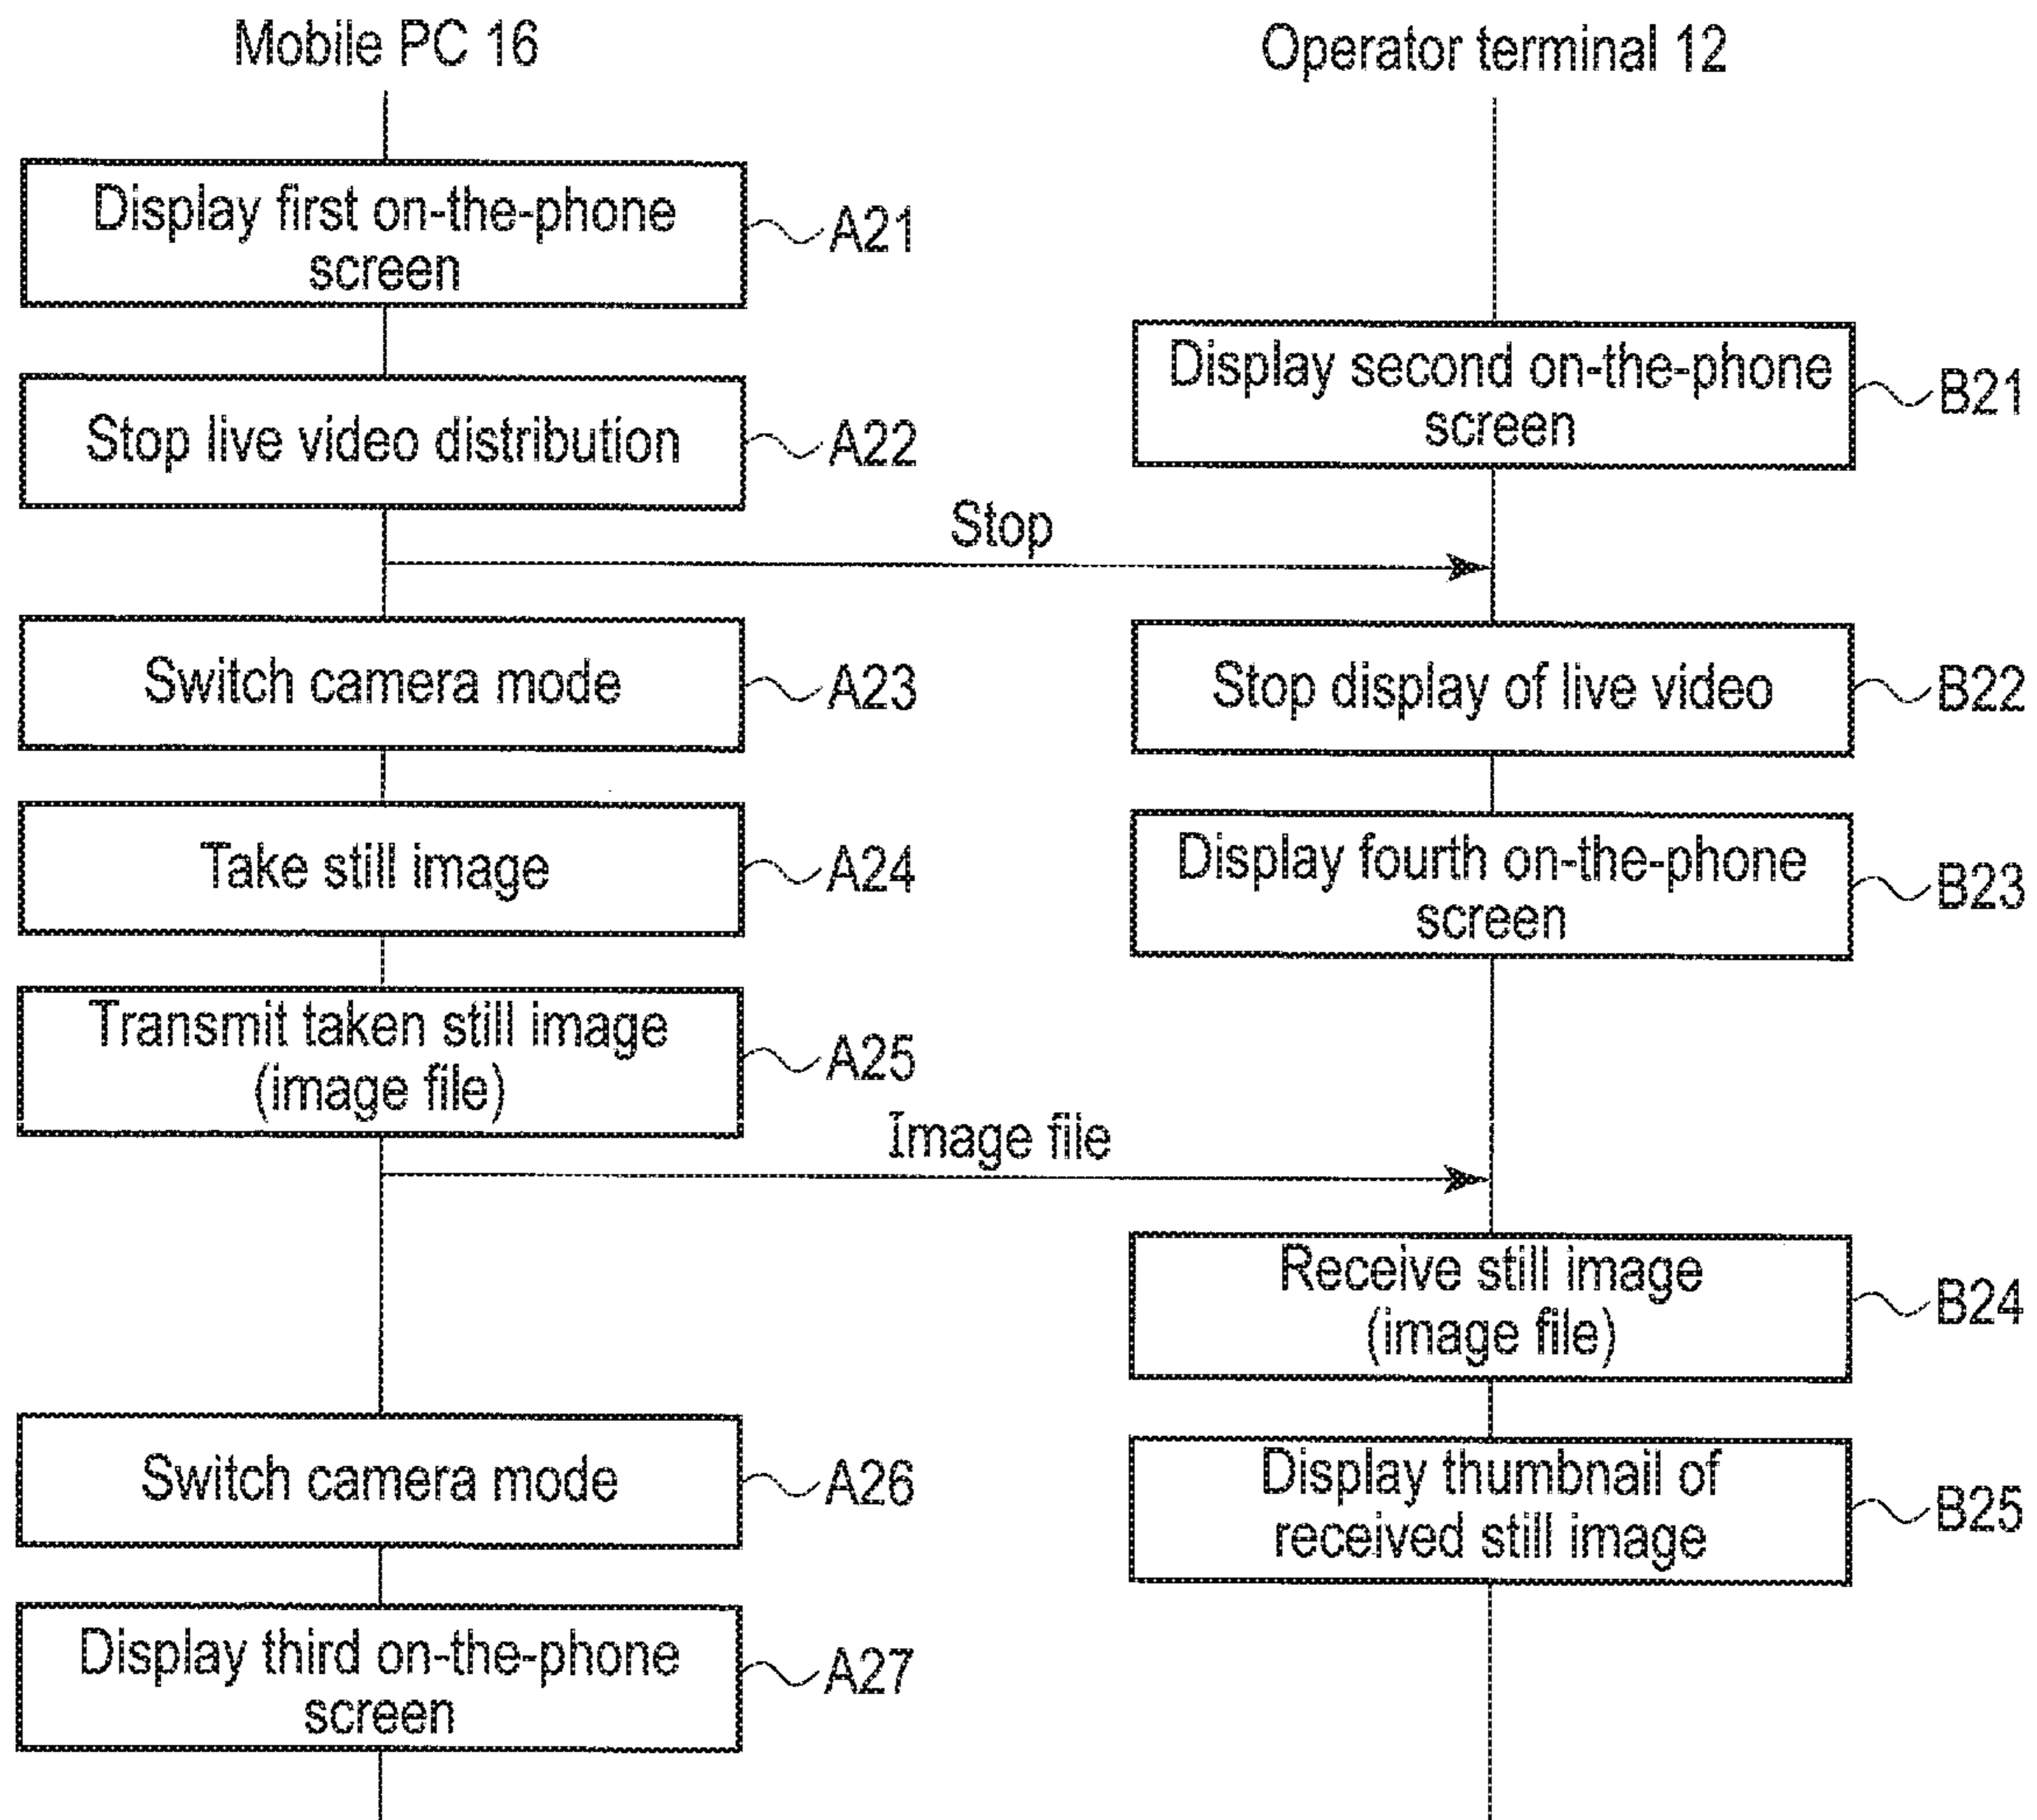 Mobile PC 16
Operator terminal 12
Display first on-the-phone
screen
A21
Display second on-the-phone
screen
B21
Stop live video distribution
A22
Stop
Switch camera mode
A23
Stop display of live video
B22
Take still image
A24
Display fourth on-the-phone
screen
B23
Transmit taken still image
(image file)
A25
Image file
Receive still image
(image file)
B24
Switch camera mode
A26
Display thumbnail of
received still image
B25
Display third on-the-phone
screen
A27